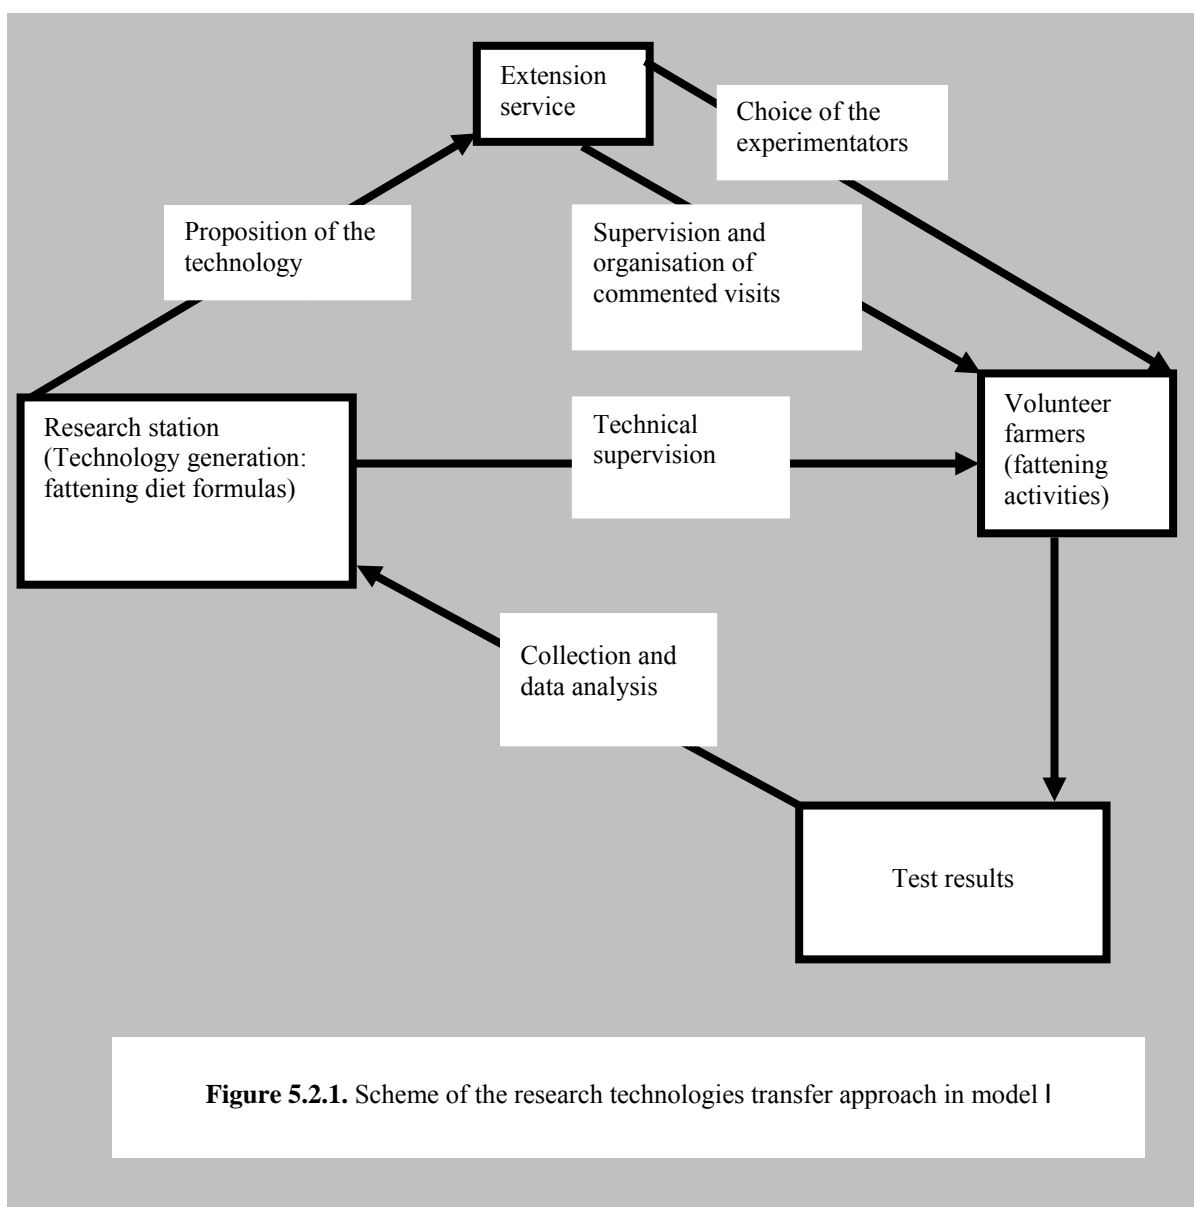 Extension
service
Choice of the
experimentators
Proposition of the
technology
Supervision and
organisation of
commented visits
Research station
(Technology generation:
fattening diet formulas)
Technical
supervision
Volunteer
farmers
(fattening
activities)
Collection and
data analysis
Test results
Figure 5.2.1. Scheme of the research technologies transfer approach in model I